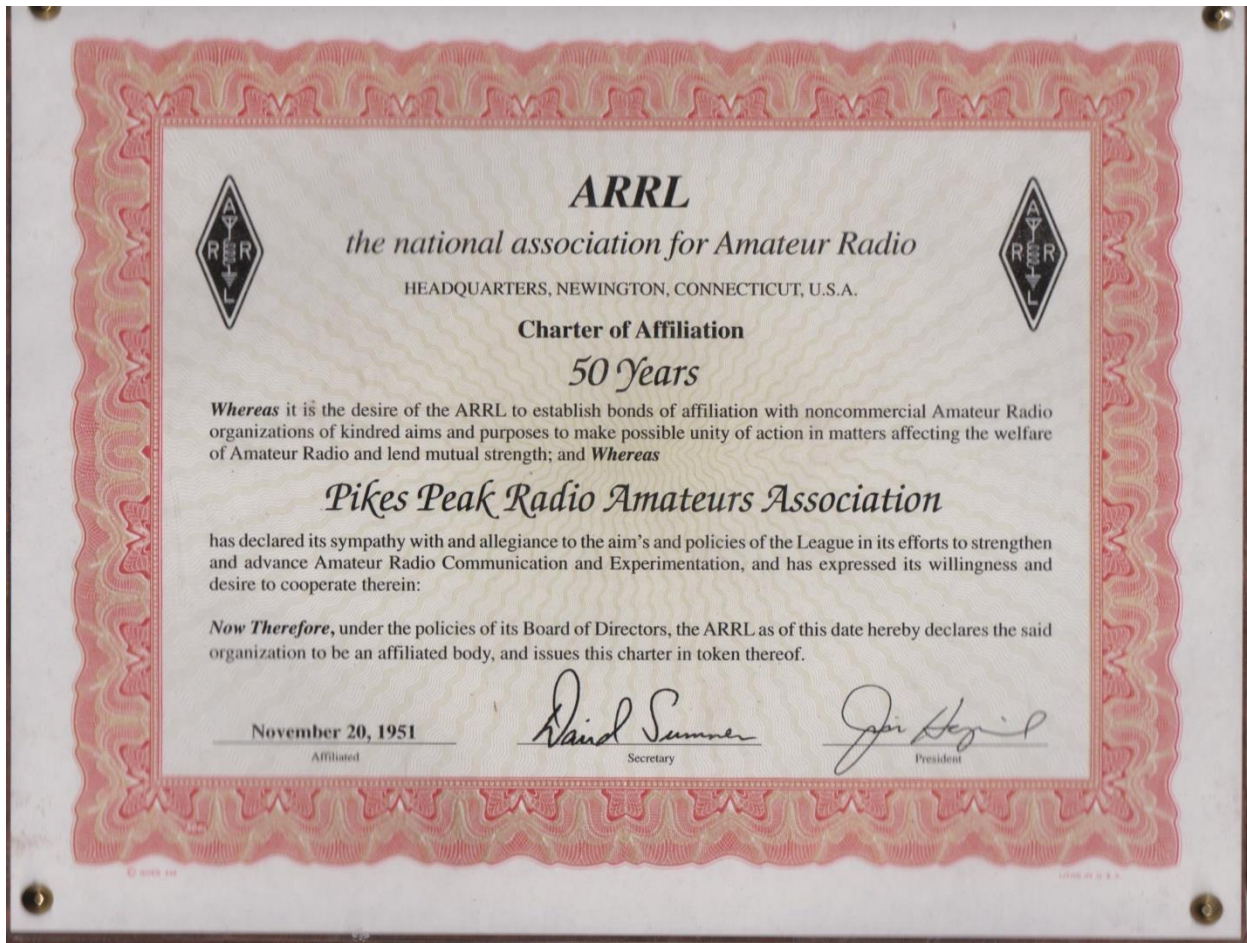 ARRL
the national association for Amateur Radio
HEADQUARTERS, NEWINGTON, CONNECTICUT, U.S.A.
Charter of Affiliation
50 Years
Whereas it is the desire of the ARRL to establish bonds of affiliation with noncommercial Amateur Radio
organizations of kindred aims and purposes to make possible unity of action in matters affecting the welfare
of Amateur Radio and lend mutual strength; and Whereas
Pikes Peak Radio Amateurs Association
has declared its sympathy with and allegiance to the aim's and policies of the League in its efforts to strengthen
and advance Amateur Radio Communication and Experimentation, and has expressed its willingness and
desire to cooperate therein:
Now Therefore, under the policies of its Board of Directors, the ARRL as of this date hereby declares the said
organization to be an affiliated body, and issues this charter in token thereof.
November 20, 1951
Affiliated
David Sumner
Secretary
Jim
President
A
R R
L
A
R R
L
LITHO IN U.S.A.